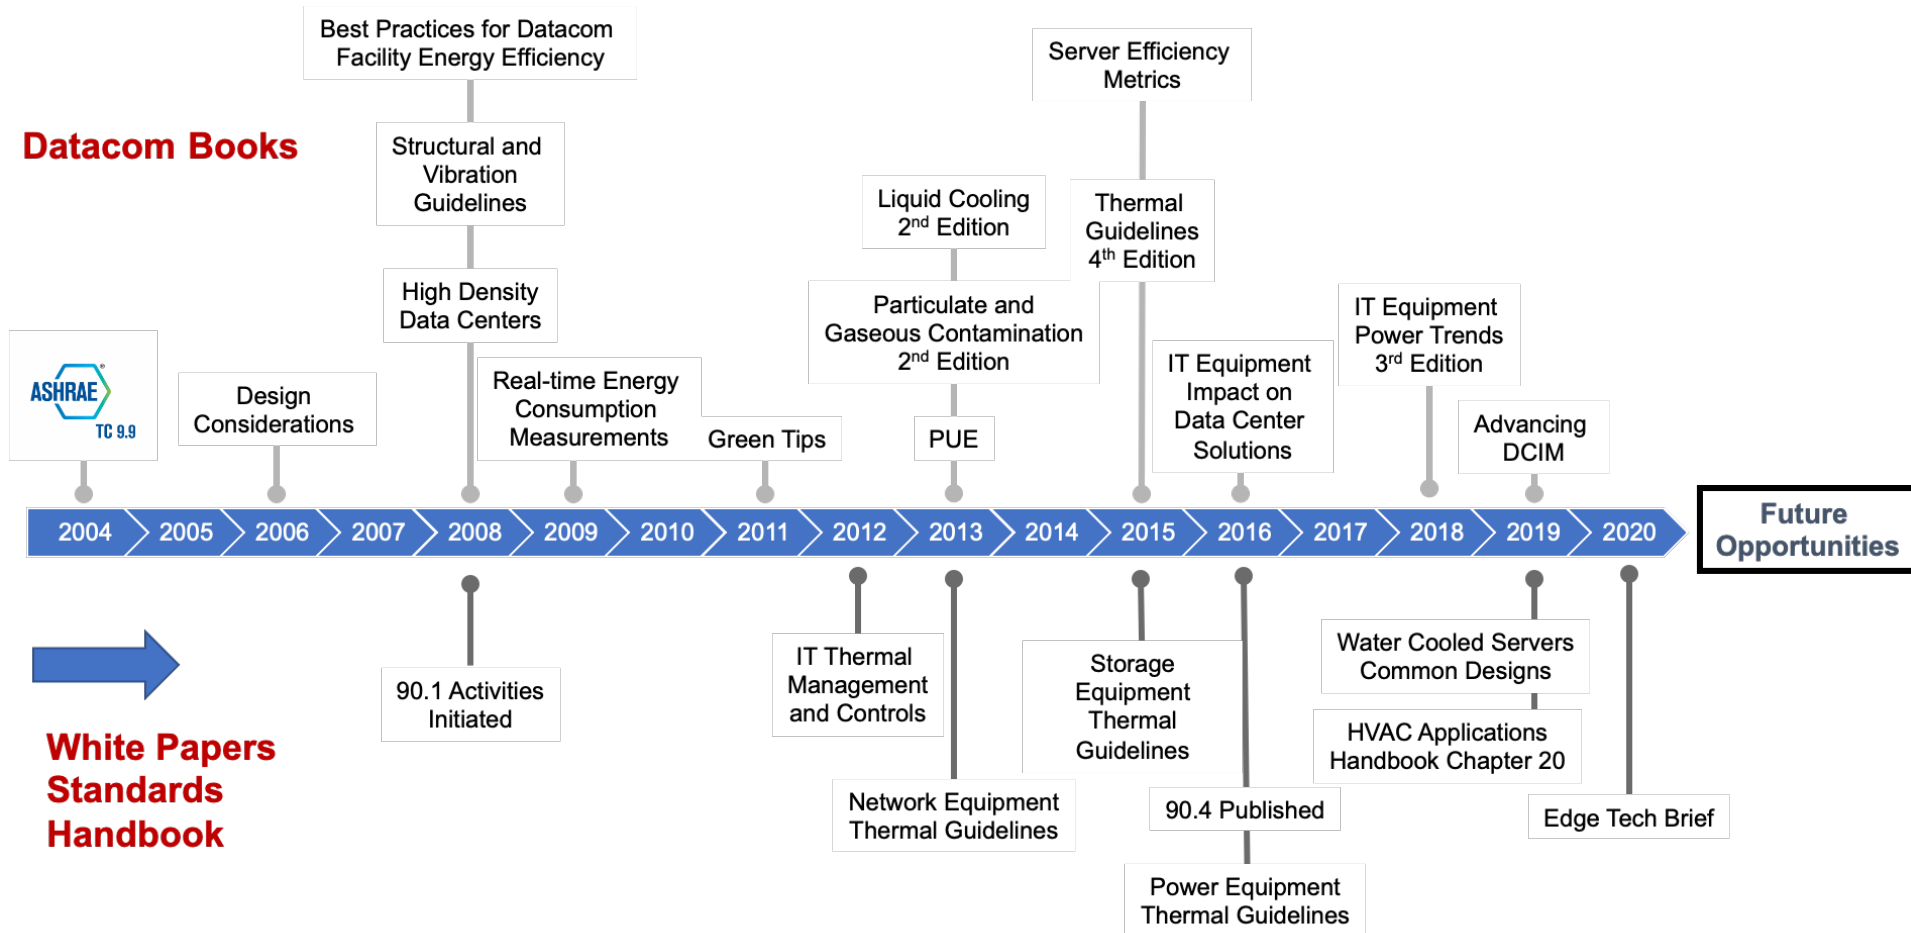 Best Practices for Datacom
Facility Energy Efficiency
Server Efficiency
Metrics
Datacom Books
Structural and
Vibration
Guidelines
Liquid Cooling
2nd Edition
Thermal
Guidelines
4th Edition
High Density
Data Centers
Particulate and
Gaseous Contamination
2nd Edition
IT Equipment
Power Trends
3rd Edition
ASHRAE®
TC 9.9
Design
Considerations
Real-time Energy
Consumption
Measurements
Green Tips
PUE
IT Equipment
Impact on
Data Center
Solutions
Advancing
DCIM
2004 2005 2006 2007 2008 2009 2010 2011 2012 2013 2014 2015 2016 2017 2018 2019 2020
Future
Opportunities
90.1 Activities
Initiated
IT Thermal
Management
and Controls
Storage
Equipment
Thermal
Guidelines
Water Cooled Servers
Common Designs
HVAC Applications
Handbook Chapter 20
White Papers
Standards
Handbook
Network Equipment
Thermal Guidelines
90.4 Published
Edge Tech Brief
Power Equipment
Thermal Guidelines